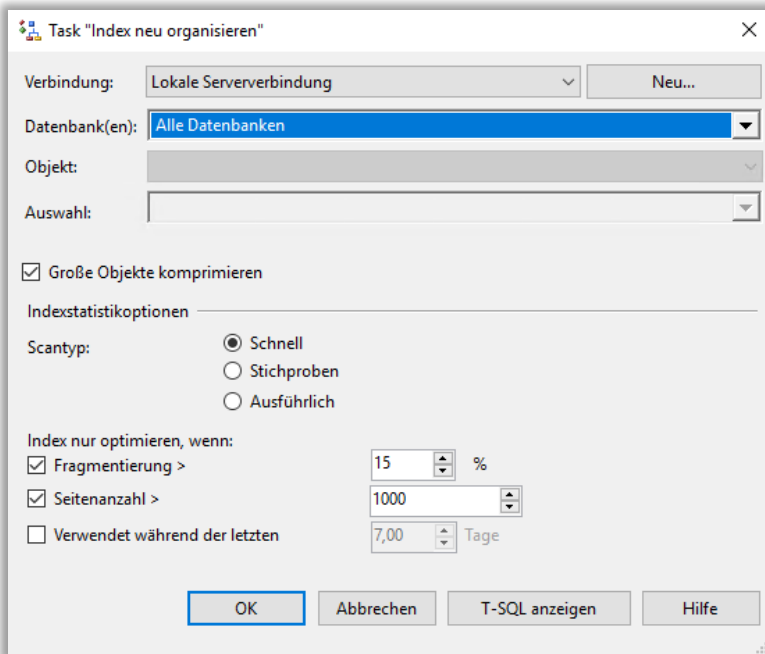 Task "Index neu organisieren"
Verbindung: Lokale Serververbindung Neu...
Datenbank(en): Alle Datenbanken
Objekt:
Auswahl:
Große Objekte komprimieren
Indexstatistikoptionen
Scantyp: Schnell
Stichproben
Ausführlich
Index nur optimieren, wenn:
Fragmentierung > 15 %
Seitenanzahl > 1000
Verwendet während der letzten 7,00 Tage
OK Abbrechen T-SQL anzeigen Hilfe